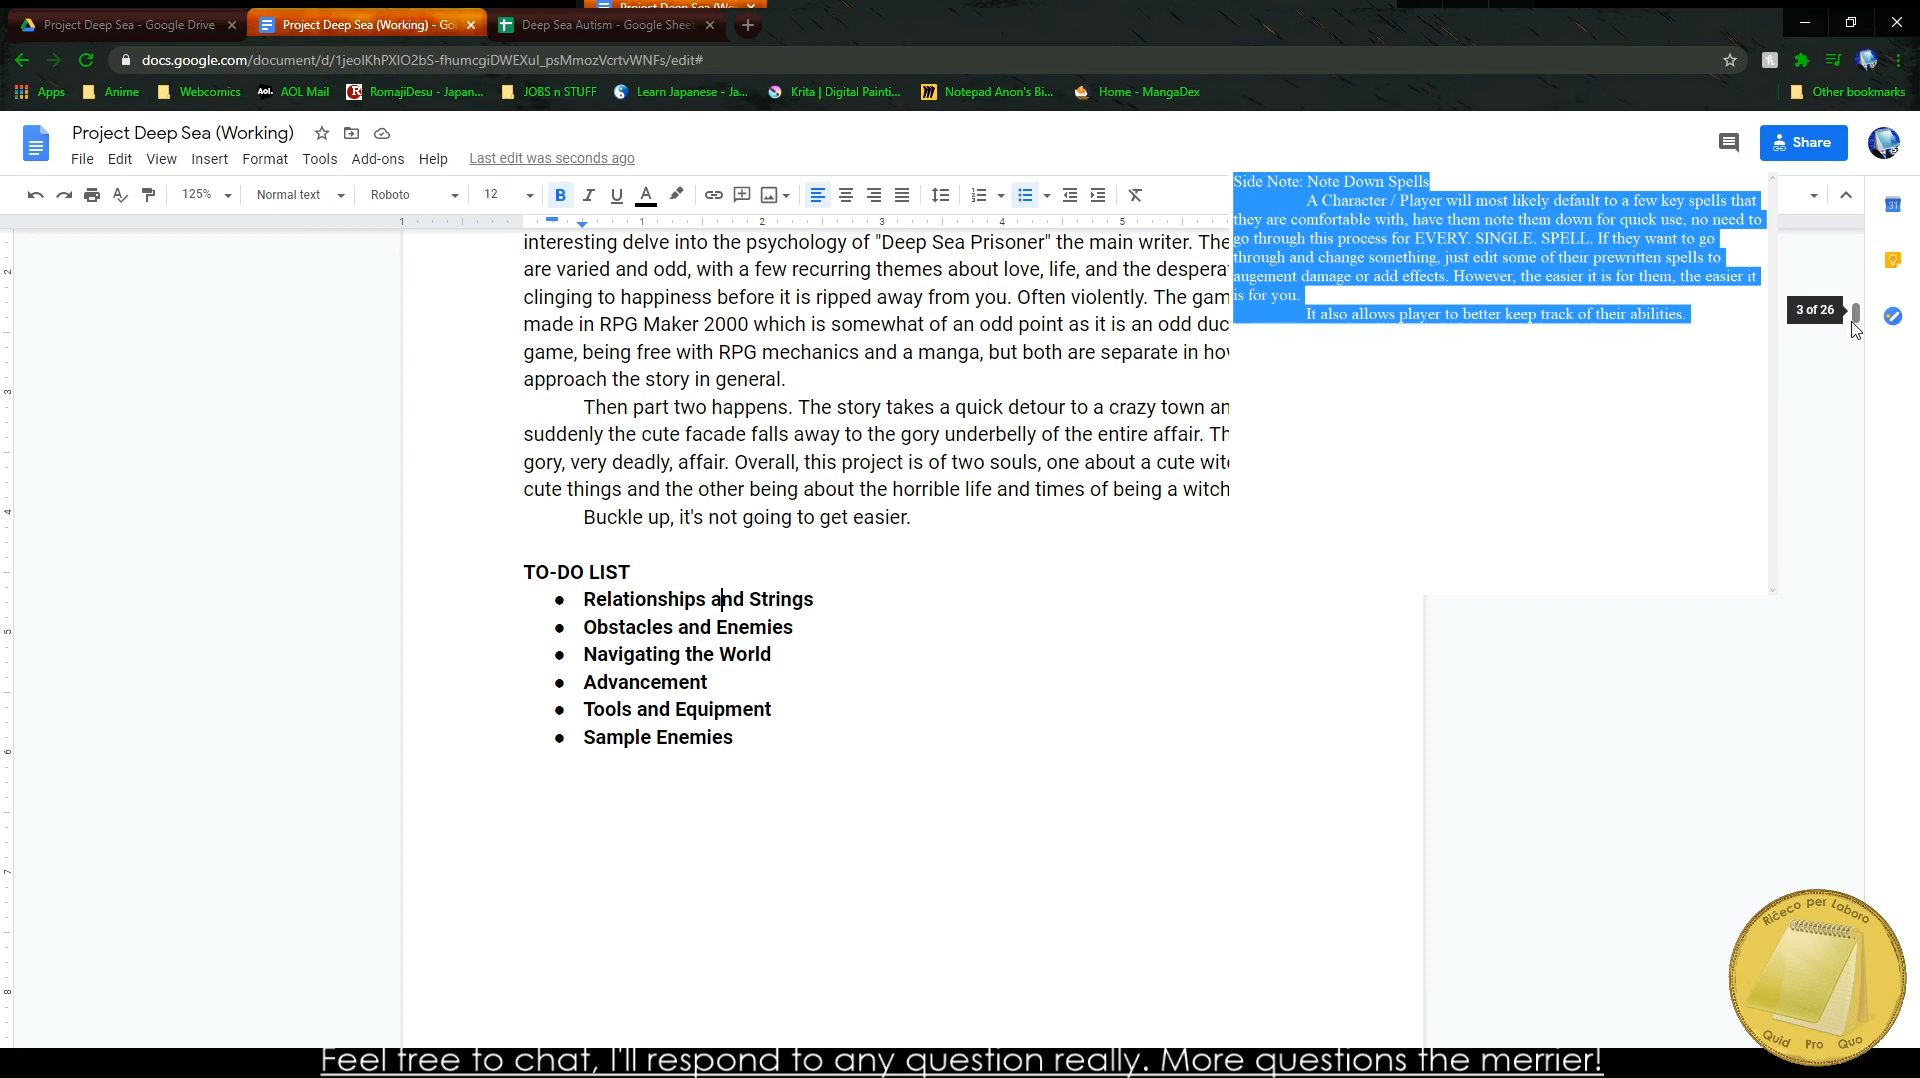 Project Deep Sea - Google Drive
Project Deep Sea (Working) - Go
Deep Sea Autism - Google Sheet
docs.google.com/document/d/1jeolKhPXlO2bS-fhumcgiDWEXul_psMmozVcrtvWNFs/edit#
Apps Anime Webcomics Aol. AOL Mail RomajiDesu - Japan... JOBS n STUFF Learn Japanese - Ja... Krita | Digital Painti... Notepad Anon's Bi... Home - MangaDex Other bookmarks
Project Deep Sea (Working)
File Edit View Insert Format Tools Add-ons Help Last edit was seconds ago
Share
125% Normal text Roboto 12 B I U A
Side Note: Note Down Spells
A Character / Player will most likely default to a few key spells that
they are comfortable with, have them note them down for quick use, no need to
go through this process for EVERY. SINGLE. SPELL. If they want to go
through and change something, just edit some of their prewritten spells to
augement damage or add effects. However, the easier it is for them, the easier it
is for you.
It also allows player to better keep track of their abilities.
3 of 26
interesting delve into the psychology of "Deep Sea Prisoner" the main writer. The
are varied and odd, with a few recurring themes about love, life, and the despera
clinging to happiness before it is ripped away from you. Often violently. The gam
made in RPG Maker 2000 which is somewhat of an odd point as it is an odd duc
game, being free with RPG mechanics and a manga, but both are separate in how
approach the story in general.
Then part two happens. The story takes a quick detour to a crazy town an
suddenly the cute facade falls away to the gory underbelly of the entire affair. Th
gory, very deadly, affair. Overall, this project is of two souls, one about a cute wit
cute things and the other being about the horrible life and times of being a witch
Buckle up, it's not going to get easier.
TO-DO LIST
● Relationships and Strings
● Obstacles and Enemies
● Navigating the World
● Advancement
● Tools and Equipment
● Sample Enemies
Riĉeco per Laboro
Quid Pro Quo
Feel free to chat, I'll respond to any question really. More questions the merrier!